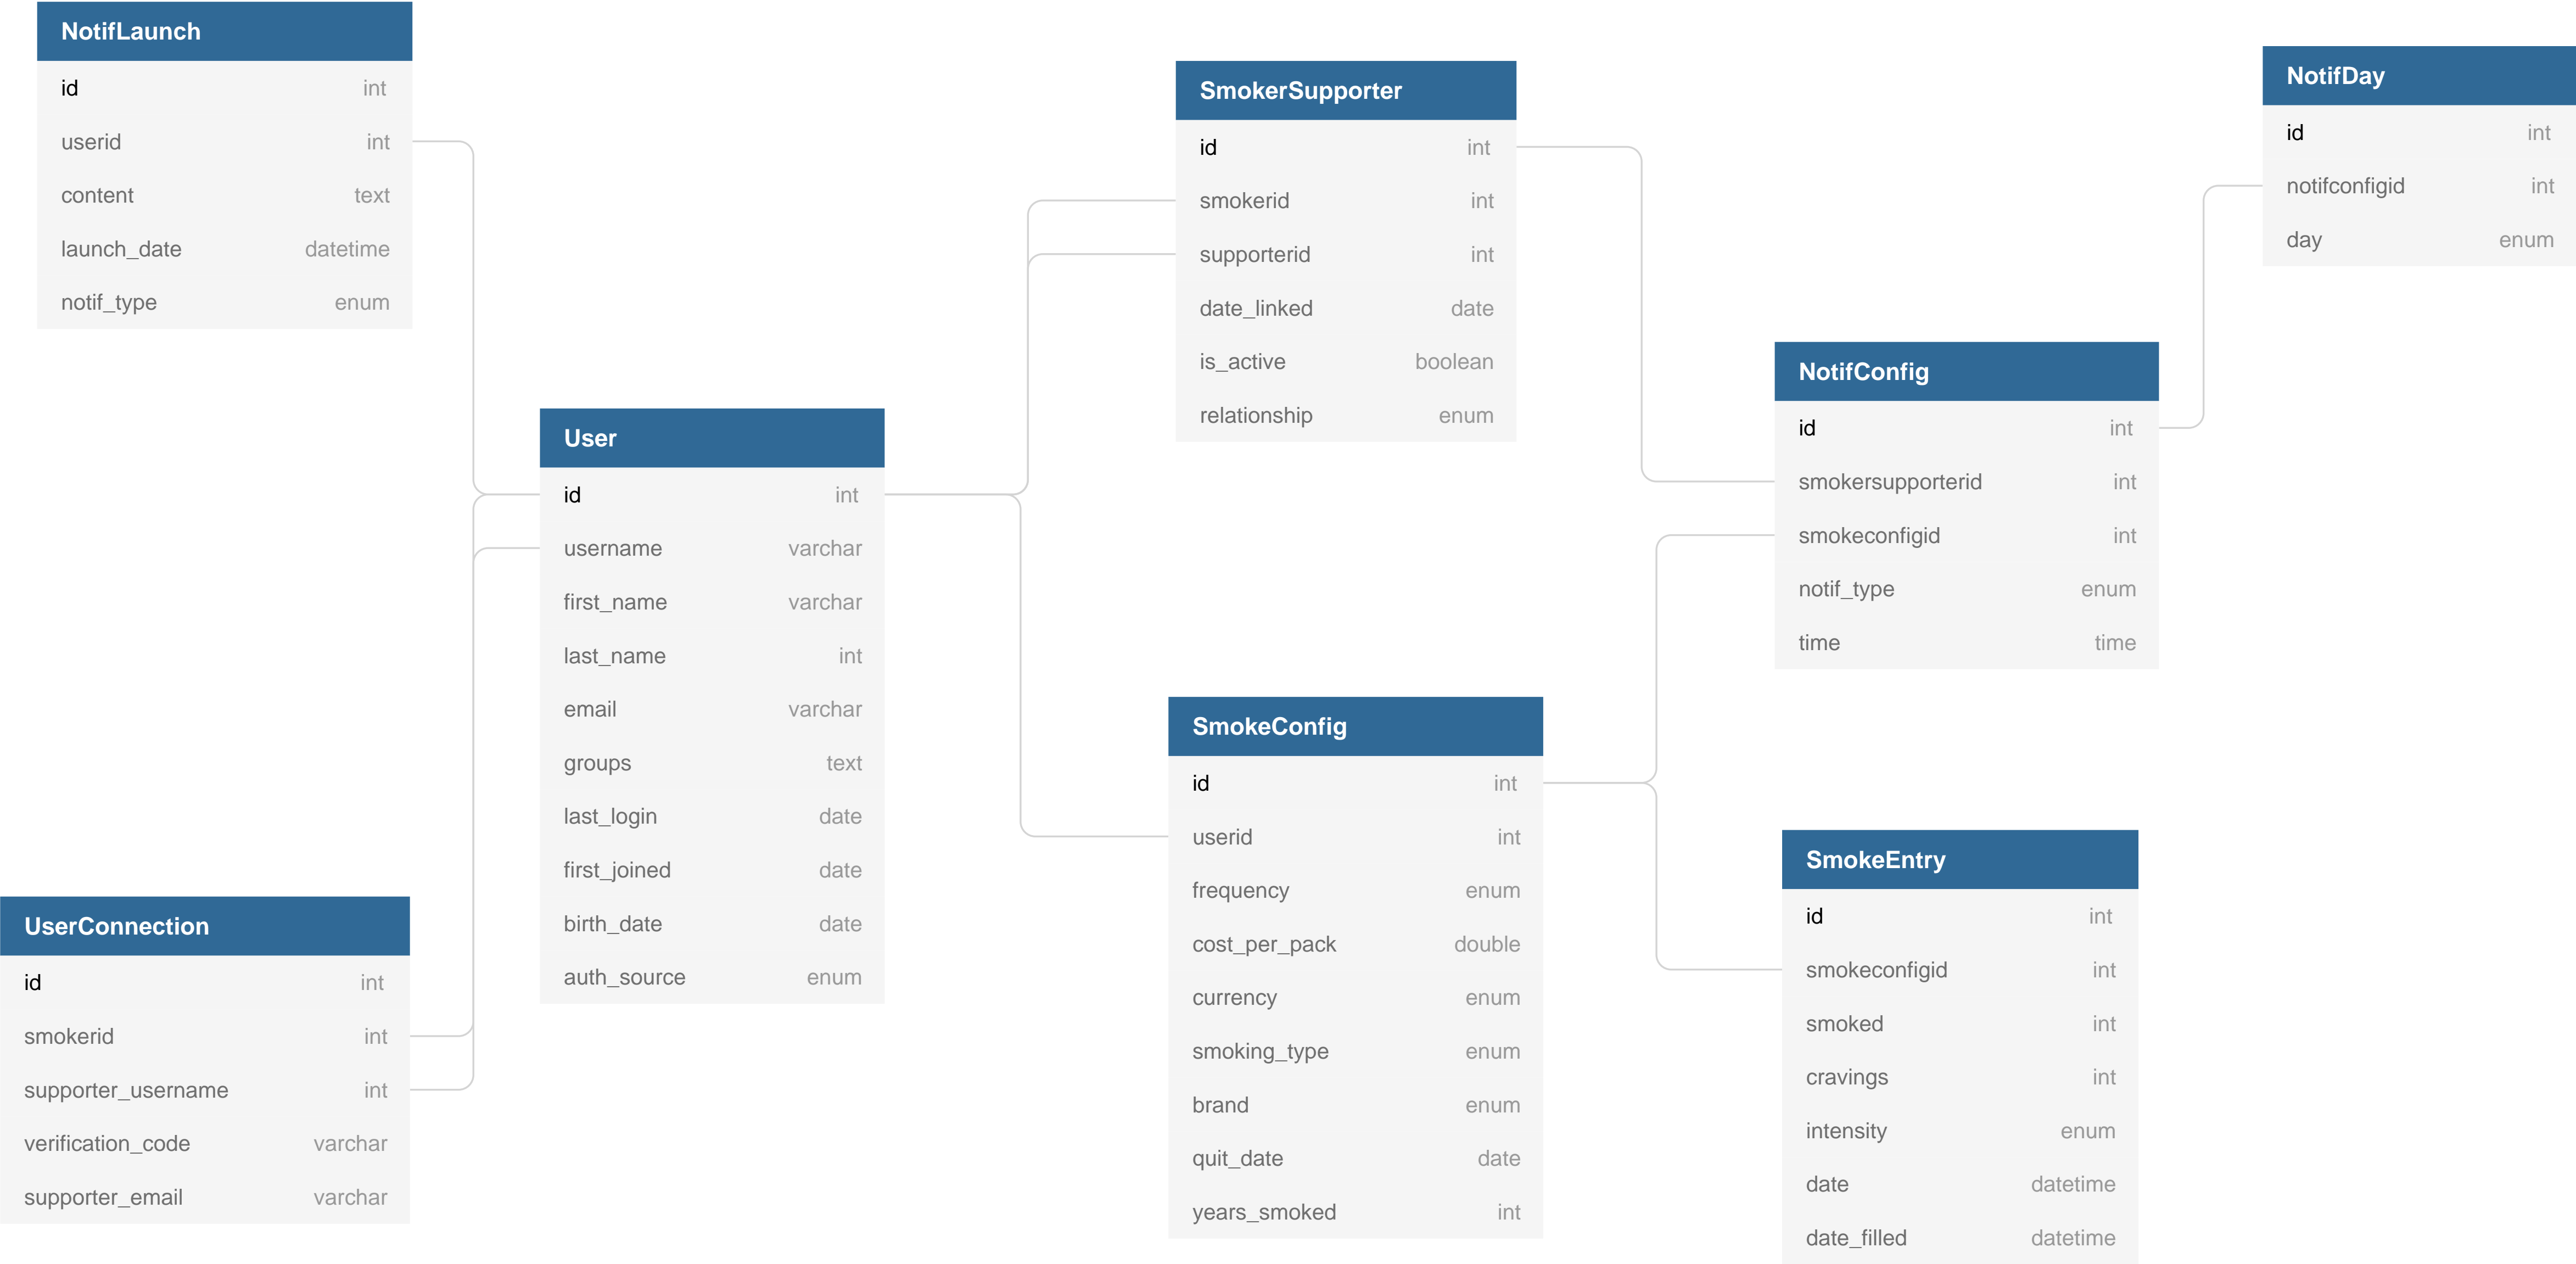 NotifLaunch
id int
userid int
content text
launch_date datetime
notif_type enum
SmokerSupporter
id int
smokerid int
supporterid int
date_linked date
is_active boolean
relationship enum
NotifDay
id int
notifconfigid int
day enum
User
id int
username varchar
first_name varchar
last_name int
email varchar
groups text
last_login date
first_joined date
birth_date date
auth_source enum
NotifConfig
id int
smokersupporterid int
smokeconfigid int
notif_type enum
time time
UserConnection
id int
smokerid int
supporter_username int
verification_code varchar
supporter_email varchar
SmokeConfig
id int
userid int
frequency enum
cost_per_pack double
currency enum
smoking_type enum
brand enum
quit_date date
years_smoked int
SmokeEntry
id int
smokeconfigid int
smoked int
cravings int
intensity enum
date datetime
date_filled datetime